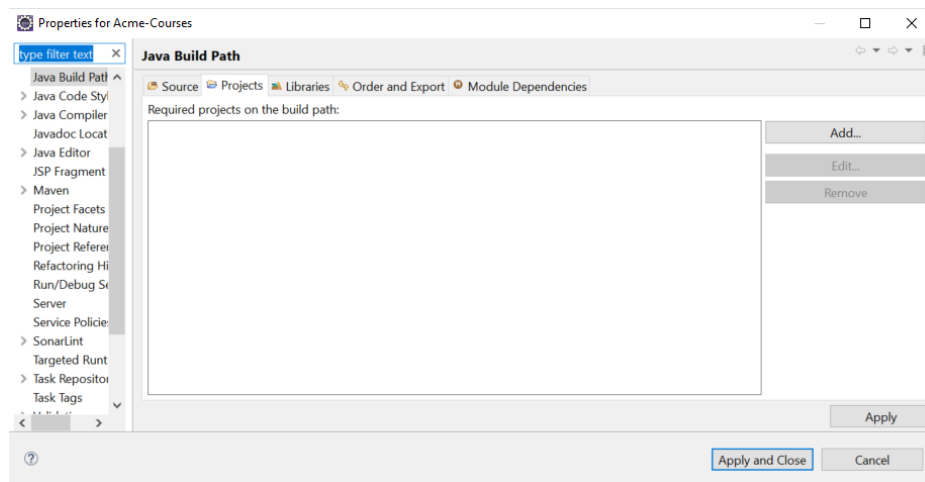 Properties for Acme-Courses
type filter text
Java Build Path
Java Build Path
Source Projects Libraries Order and Export Module Dependencies
Required projects on the build path:
Java Code Styl
Java Compiler
Javadoc Locat
Java Editor
JSP Fragment
Maven
Project Facets
Project Nature
Project Referen
Refactoring Hi
Run/Debug Se
Server
Service Policies
SonarLint
Targeted Runt
Task Repositor
Task Tags
Add...
Edit...
Remove
Apply
Apply and Close
Cancel